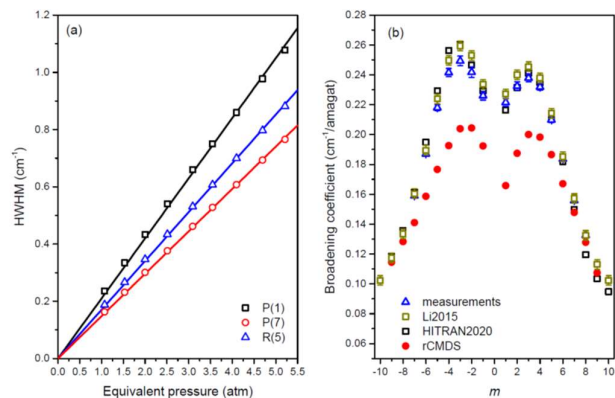 (a)
HWHM (cm⁻¹)
1.2
1.0
0.8
0.6
0.4
0.2
0.0
P(1)
P(7)
R(5)
0.0 0.5 1.0 1.5 2.0 2.5 3.0 3.5 4.0 4.5 5.0 5.5
Equivalent pressure (atm)
(b)
Broadening coefficient (cm⁻¹/amagat)
0.28
0.26
0.24
0.22
0.20
0.18
0.16
0.14
0.12
0.10
0.08
0.06
measurements
Li2015
HITRAN2020
rCMDS
-10 -8 -6 -4 -2 0 2 4 6 8 10
m